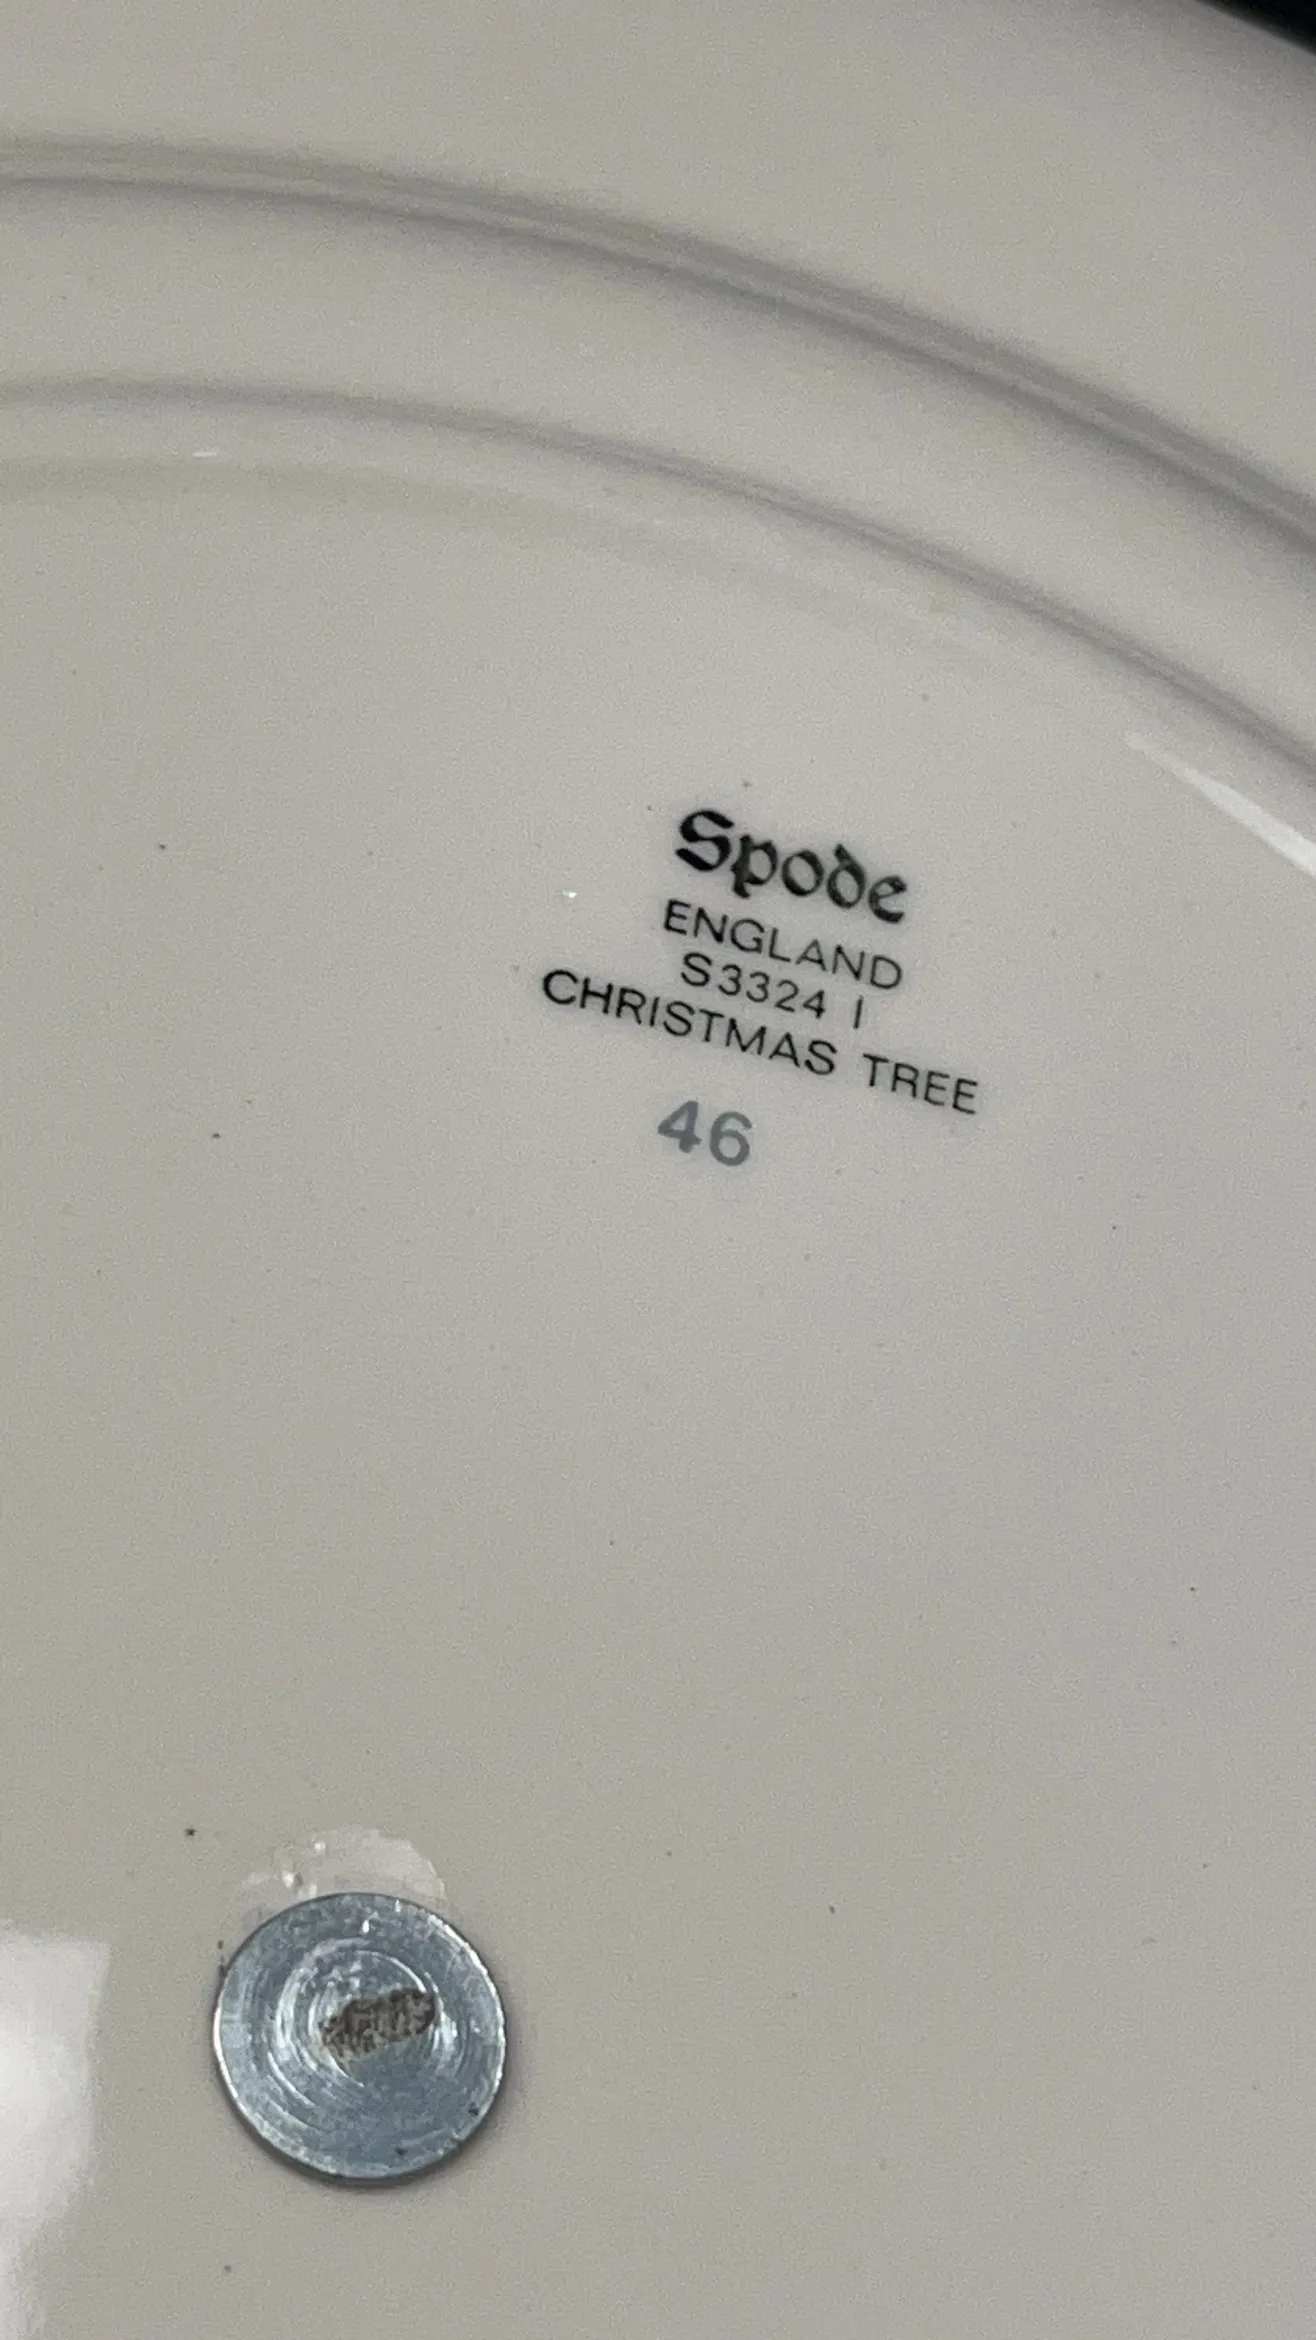 Spode
ENGLAND
S3324 I
CHRISTMAS TREE
46